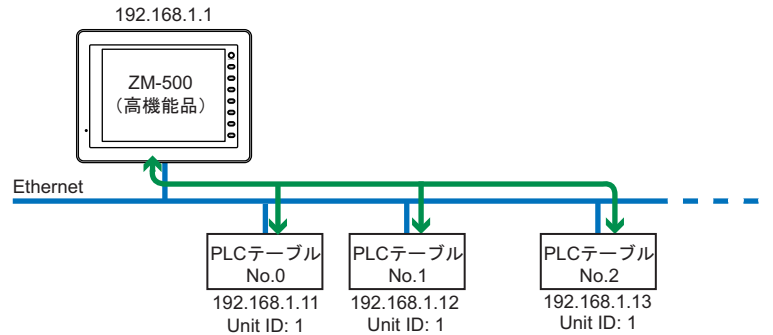 192.168.1.1
ZM-500
（高機能品）
Ethernet
PLCテーブル
No.0
PLCテーブル
No.1
PLCテーブル
No.2
192.168.1.11
Unit ID: 1
192.168.1.12
Unit ID: 1
192.168.1.13
Unit ID: 1